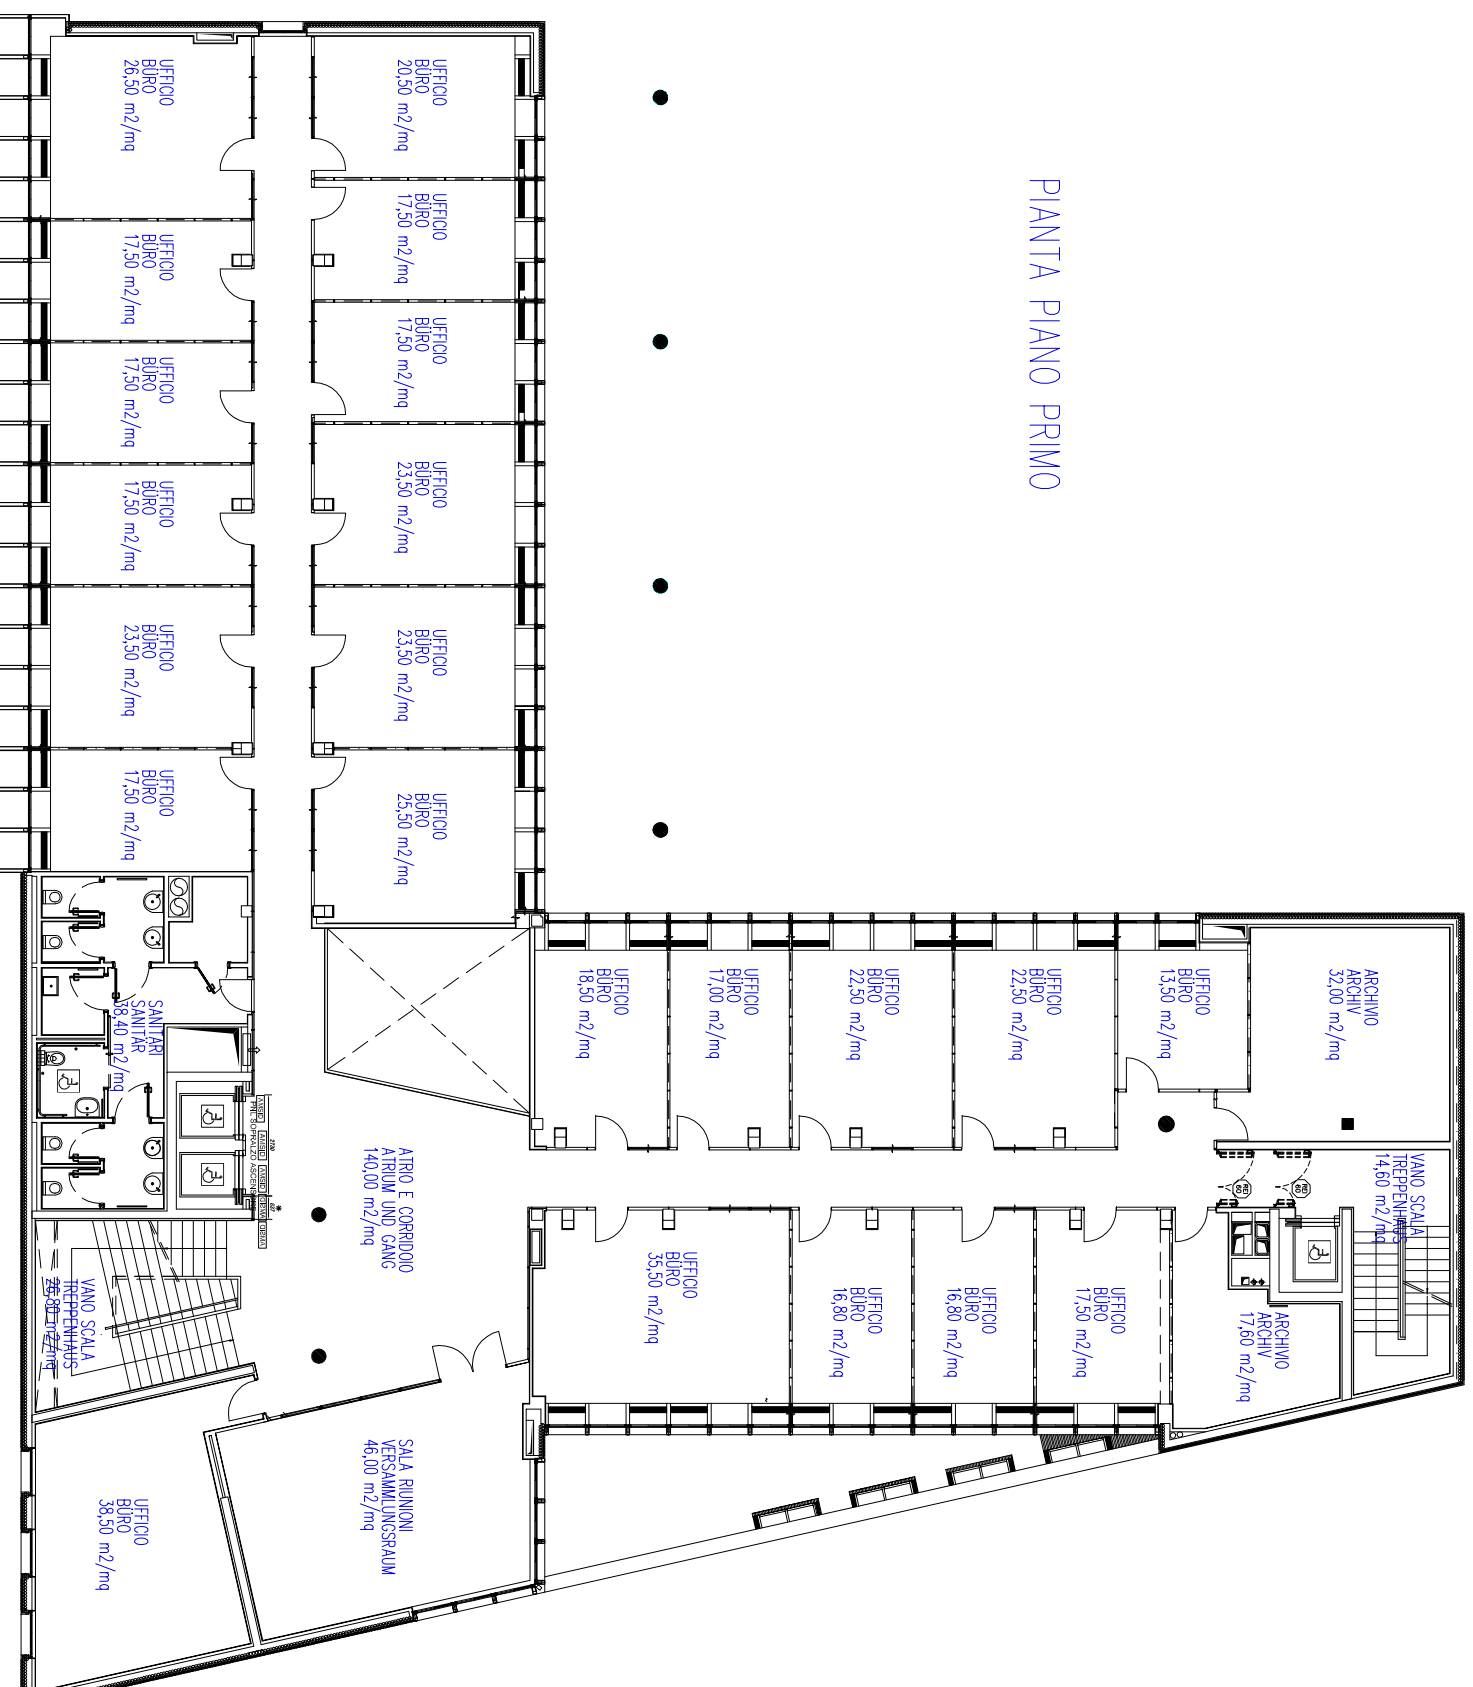 PIANTA PIANO PRIMO
ARCHIVIO
ARCHIV
32,00 m2/mq
VANO SCALA
TREPPENHAUS
14,60 m2/mq
ARCHIVIO
ARCHIV
17,60 m2/mq
UFFICIO
BÜRO
13,50 m2/mq
UFFICIO
BÜRO
17,50 m2/mq
UFFICIO
BÜRO
22,50 m2/mq
UFFICIO
BÜRO
16,80 m2/mq
UFFICIO
BÜRO
22,50 m2/mq
UFFICIO
BÜRO
16,80 m2/mq
UFFICIO
BÜRO
17,00 m2/mq
UFFICIO
BÜRO
35,50 m2/mq
UFFICIO
BÜRO
18,50 m2/mq
UFFICIO
BÜRO
20,50 m2/mq
UFFICIO
BÜRO
17,50 m2/mq
UFFICIO
BÜRO
17,50 m2/mq
UFFICIO
BÜRO
23,50 m2/mq
UFFICIO
BÜRO
23,50 m2/mq
UFFICIO
BÜRO
25,50 m2/mq
ATRIO E CORRIDOIO
ATRIUM UND GANG
140,00 m2/mq
SALA RIUNIONI
VERSAMMLUNGSRAUM
46,00 m2/mq
UFFICIO
BÜRO
26,50 m2/mq
UFFICIO
BÜRO
17,50 m2/mq
UFFICIO
BÜRO
17,50 m2/mq
UFFICIO
BÜRO
17,50 m2/mq
UFFICIO
BÜRO
23,50 m2/mq
UFFICIO
BÜRO
17,50 m2/mq
SANITARI
SANITÄR
38,40 m2/mq
VANO SCALA
TREPPENHAUS
26,80 m2/mq
UFFICIO
BÜRO
38,50 m2/mq
REI
60
REI
60